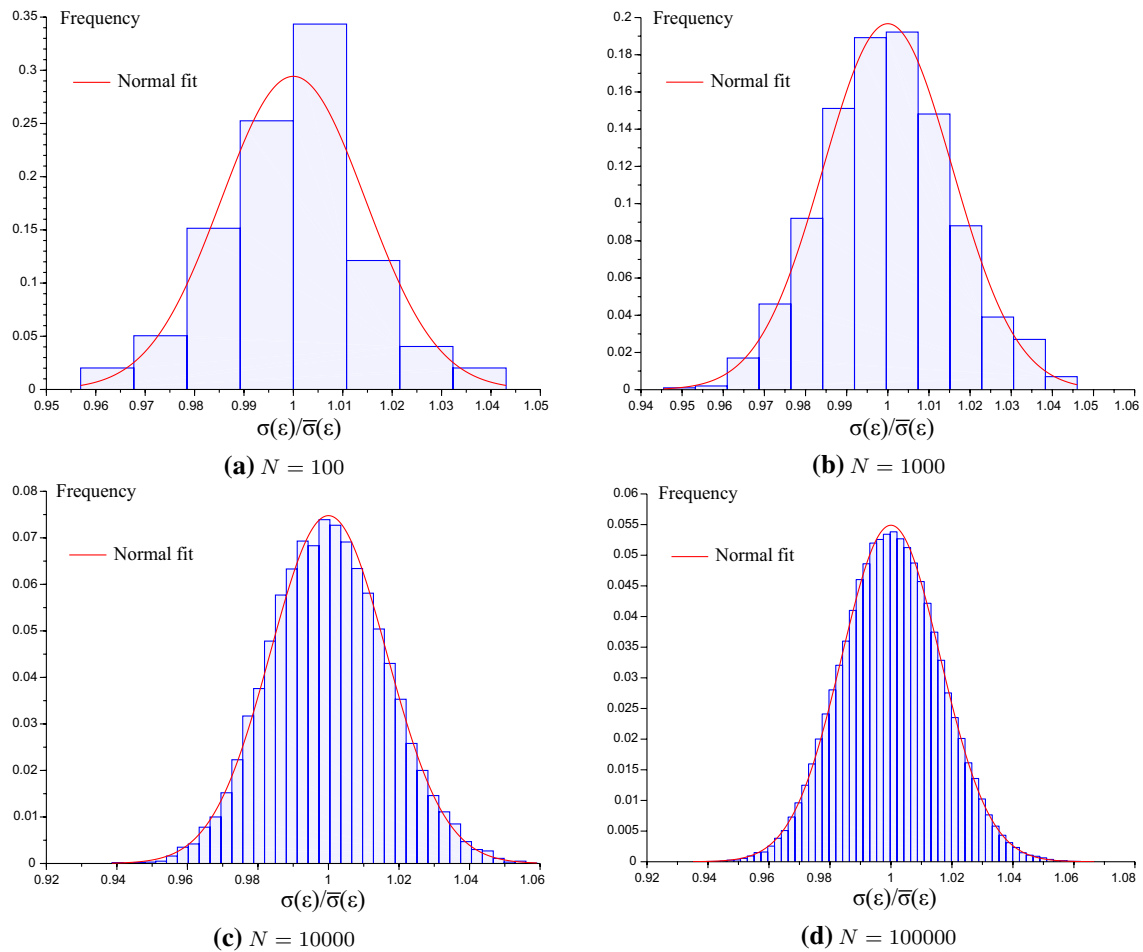 Frequency
0.35
0.3
0.25
0.2
0.15
0.1
0.05
0
Normal fit
0.95 0.96 0.97 0.98 0.99 1 1.01 1.02 1.03 1.04 1.05
σ(ε)/σ̅(ε)
(a) N = 100
Frequency
0.2
0.18
0.16
0.14
0.12
0.1
0.08
0.06
0.04
0.02
0
Normal fit
0.94 0.95 0.96 0.97 0.98 0.99 1 1.01 1.02 1.03 1.04 1.05 1.06
σ(ε)/σ̅(ε)
(b) N = 1000
Frequency
0.08
0.07
0.06
0.05
0.04
0.03
0.02
0.01
0
Normal fit
0.92 0.94 0.96 0.98 1 1.02 1.04 1.06
σ(ε)/σ̅(ε)
(c) N = 10000
Frequency
0.06
0.055
0.05
0.045
0.04
0.035
0.03
0.025
0.02
0.015
0.01
0.005
0
Normal fit
0.92 0.94 0.96 0.98 1 1.02 1.04 1.06 1.08
σ(ε)/σ̅(ε)
(d) N = 100000